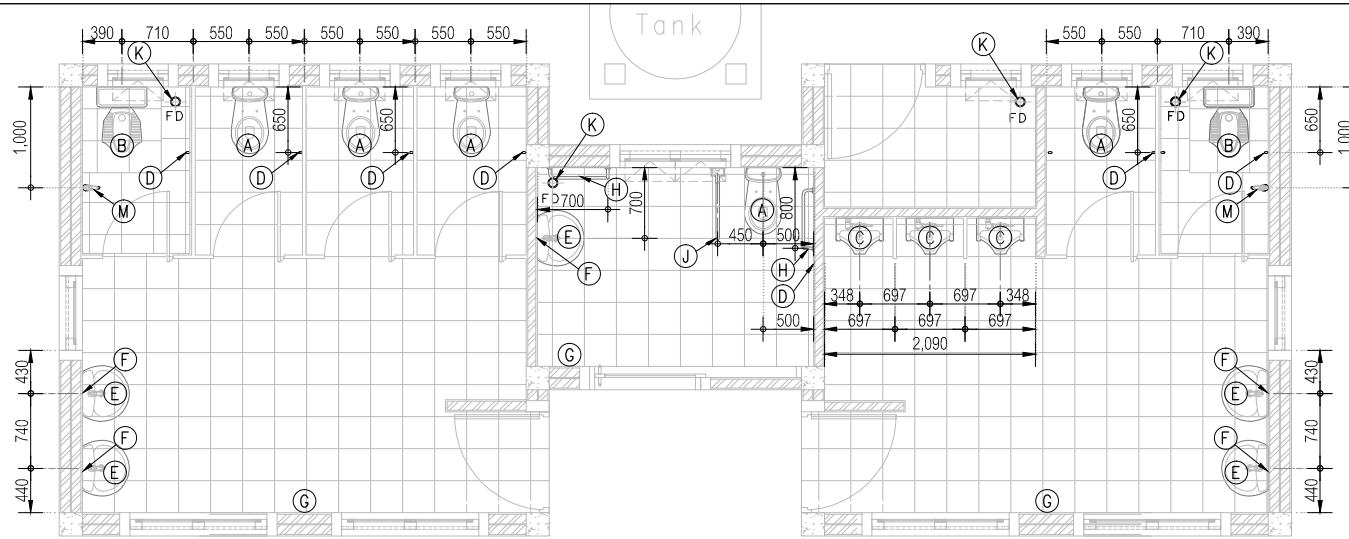 Tank
390 710 550 550 550 550 550 550
550 550 710 390
K K K K
FD FD FD FD
1,000 650 650 650 650 1,000
B A A A A B
D D D D D D
M M
H 700 700 800
A
E
F
J 450 500
H
D
C C C
348 697 697 348
500
697 697 697
2,090
G
430 F F 430
E E
740 740
F F
E E
440 440
G G